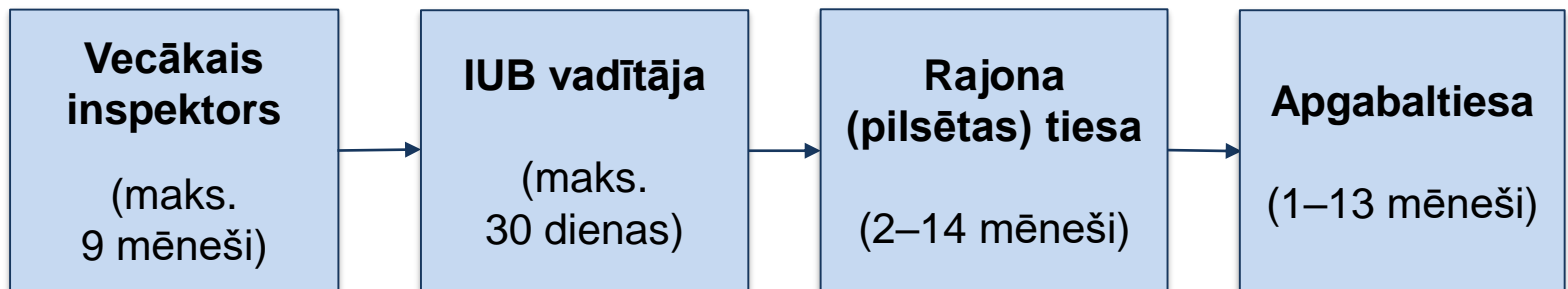 Vecākais
inspektors
(maks.
9 mēneši)
IUB vadītāja
(maks.
30 dienas)
Rajona
(pilsētas) tiesa
(2–14 mēneši)
Apgabaltiesa
(1–13 mēneši)